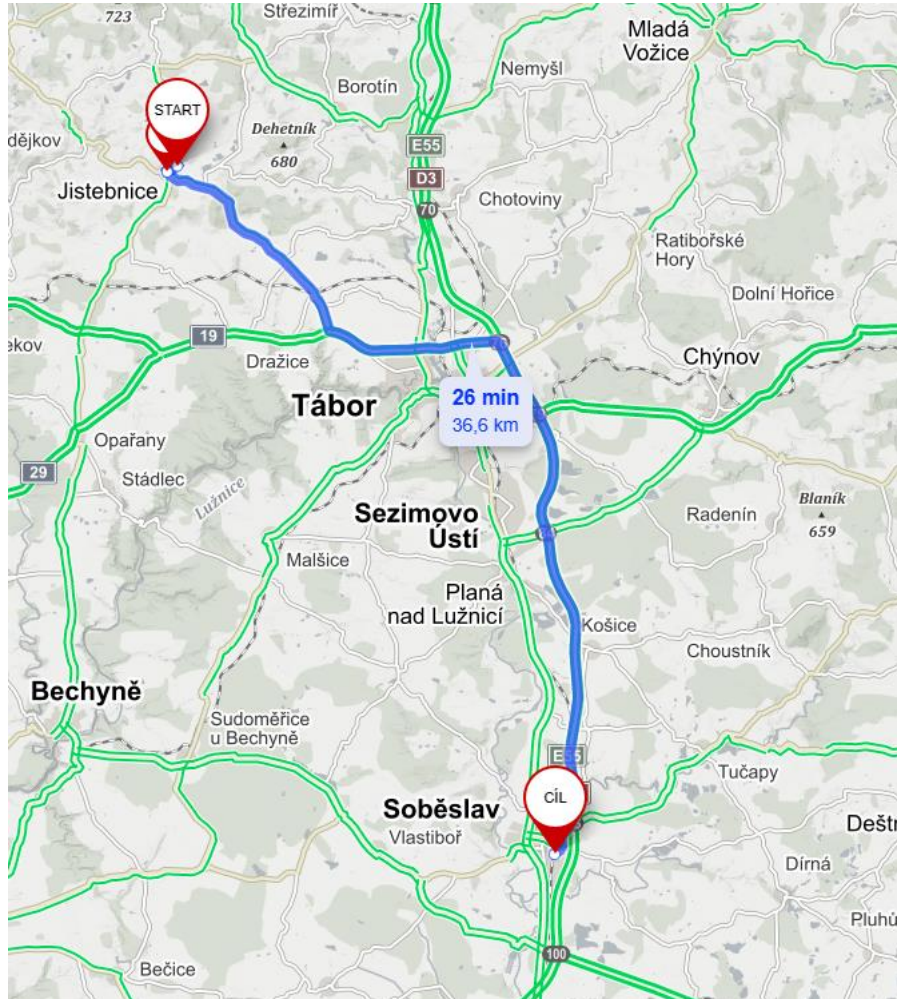 723
Střezimíř
Mladá
Vožice
Nemyšl
Borotín
START
Dehetník
680
dějkov
E55
D3
Jistebnice
70
Chotoviny
Ratibořské
Hory
Dolní Hořice
19
ekov
Dražice
Chýnov
26 min
36,6 km
Tábor
Opařany
29
Stádlec
Lužnice
Blaník
659
Sezimovo
Ústí
Radenín
Malšice
Planá
nad Lužnicí
Košice
Choustník
Bechyně
Sudoměřice
u Bechyně
Tučapy
CÍL
Soběslav
Vlastiboř
Deštn
Dírná
Pluhů
100
Bečice